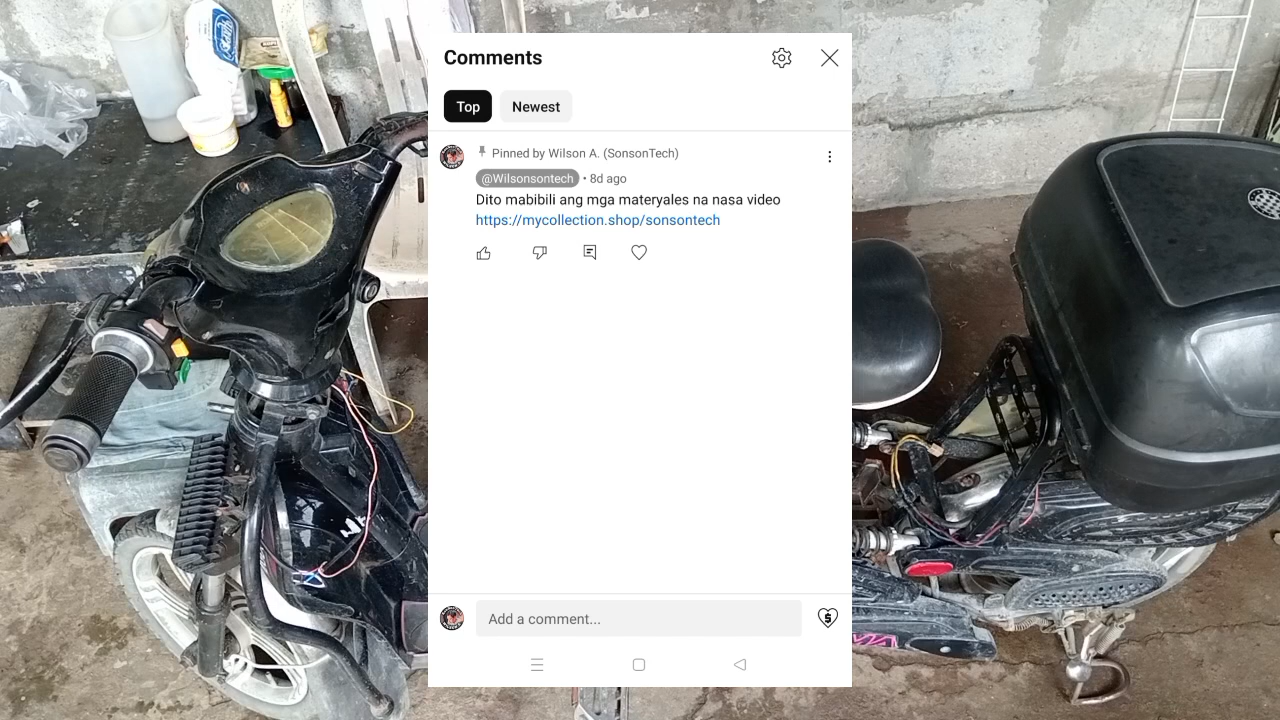 Comments
Top
Newest
Pinned by Wilson A. (SonsonTech)
@Wilsonsontech • 8d ago
Dito mabibili ang mga materyales na nasa video
https://mycollection.shop/sonsontech
Add a comment...